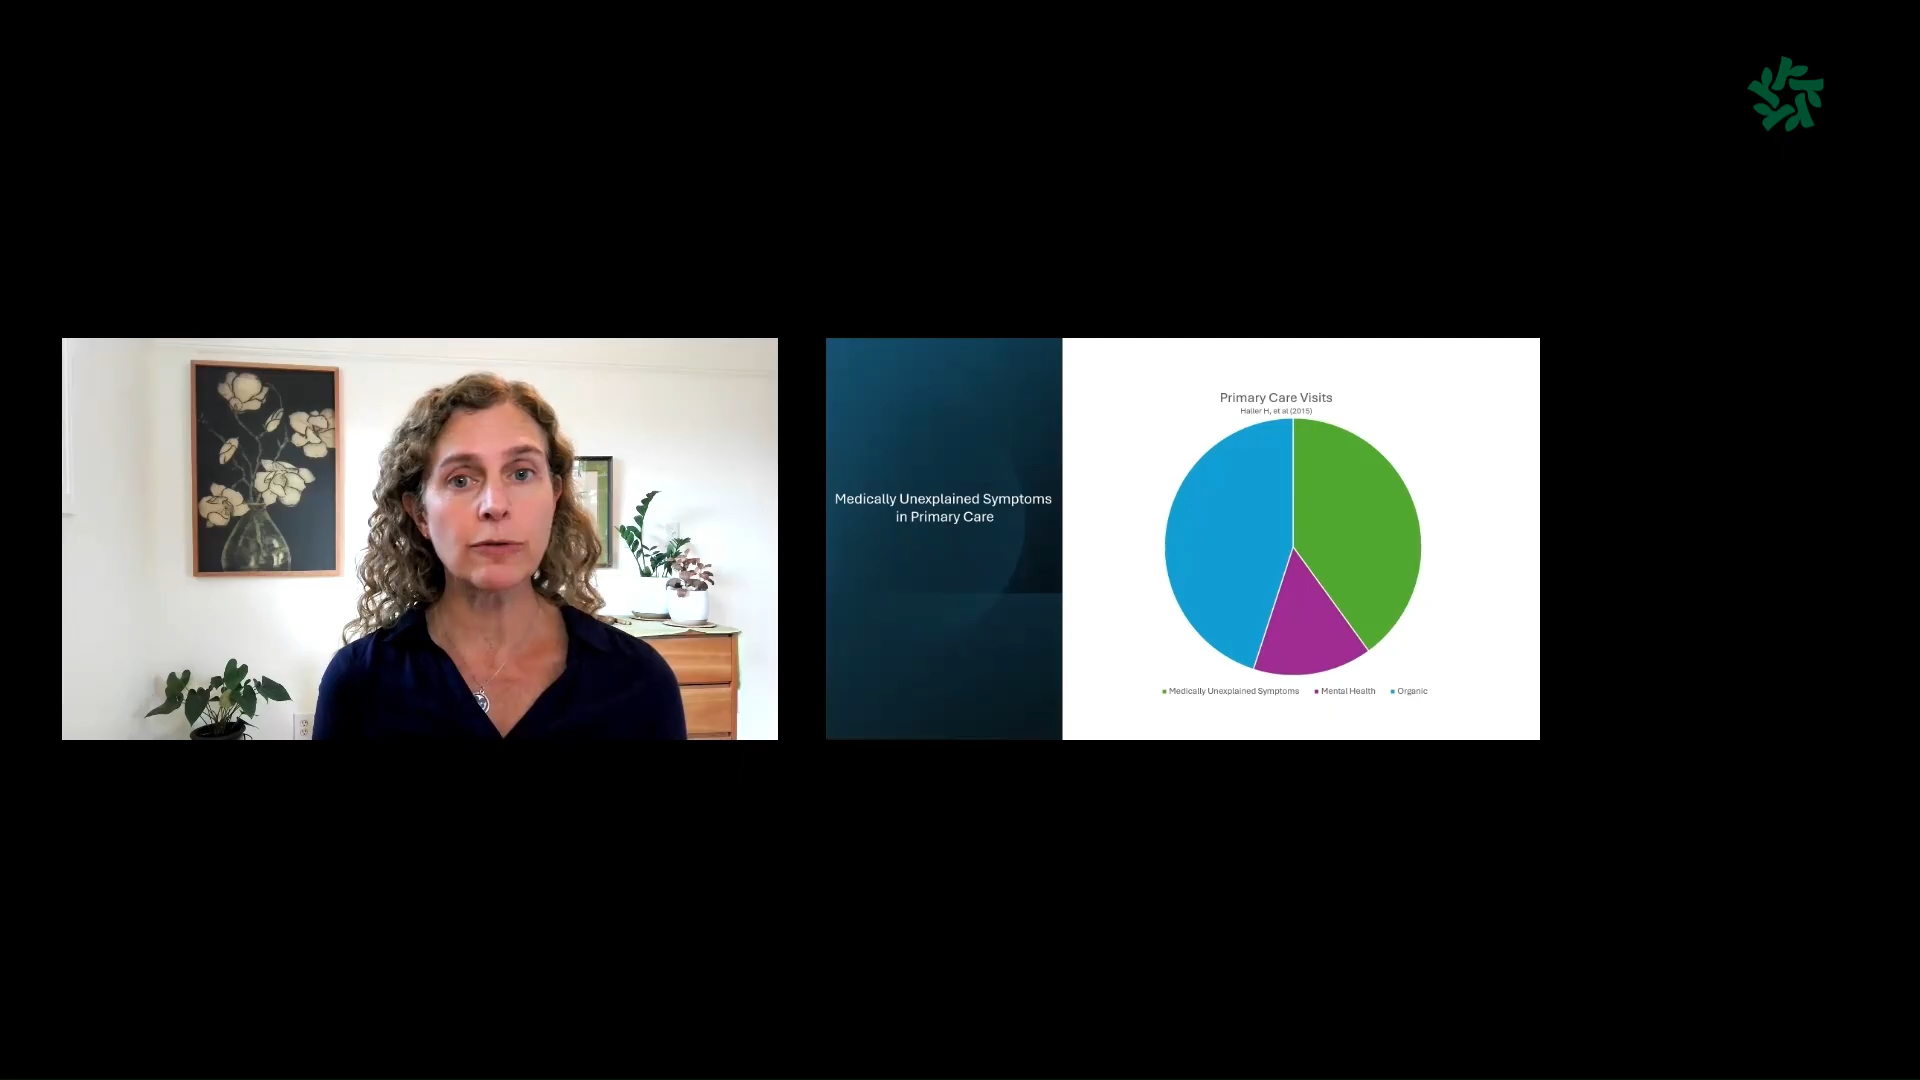 Medically Unexplained Symptoms
in Primary Care
Primary Care Visits
Haller H, et al (2015)
Medically Unexplained Symptoms
Mental Health
Organic